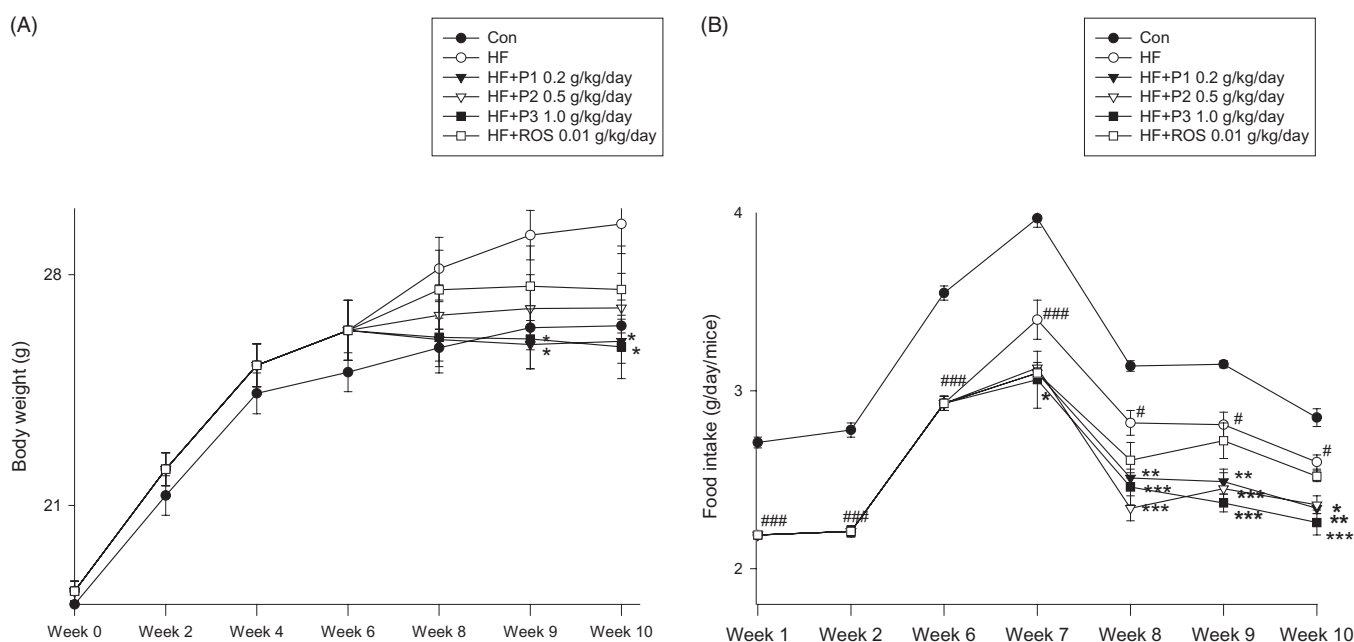 (A)
Con
HF
HF+P1 0.2 g/kg/day
HF+P2 0.5 g/kg/day
HF+P3 1.0 g/kg/day
HF+ROS 0.01 g/kg/day
28
21
Body weight (g)
* *
* *
Week 0 Week 2 Week 4 Week 6 Week 8 Week 9 Week 10
(B)
Con
HF
HF+P1 0.2 g/kg/day
HF+P2 0.5 g/kg/day
HF+P3 1.0 g/kg/day
HF+ROS 0.01 g/kg/day
4
3
2
Food intake (g/day/mice)
###
###
###
###
*
#
**
***
***
#
**
***
***
#
*
**
***
Week 1 Week 2 Week 6 Week 7 Week 8 Week 9 Week 10